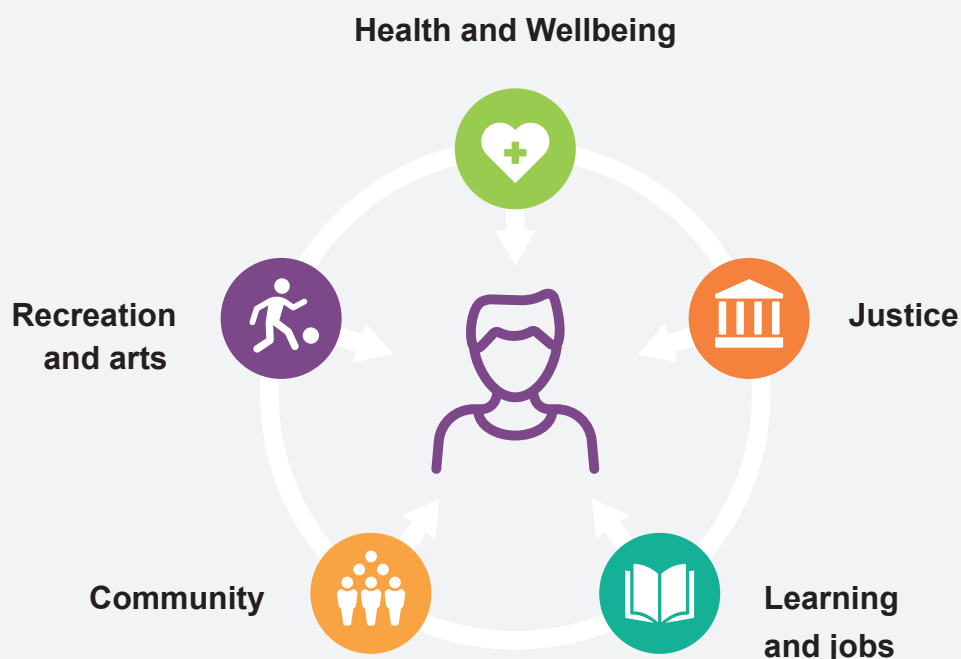 Health and Wellbeing
Recreation
and arts
Justice
Community
Learning
and jobs